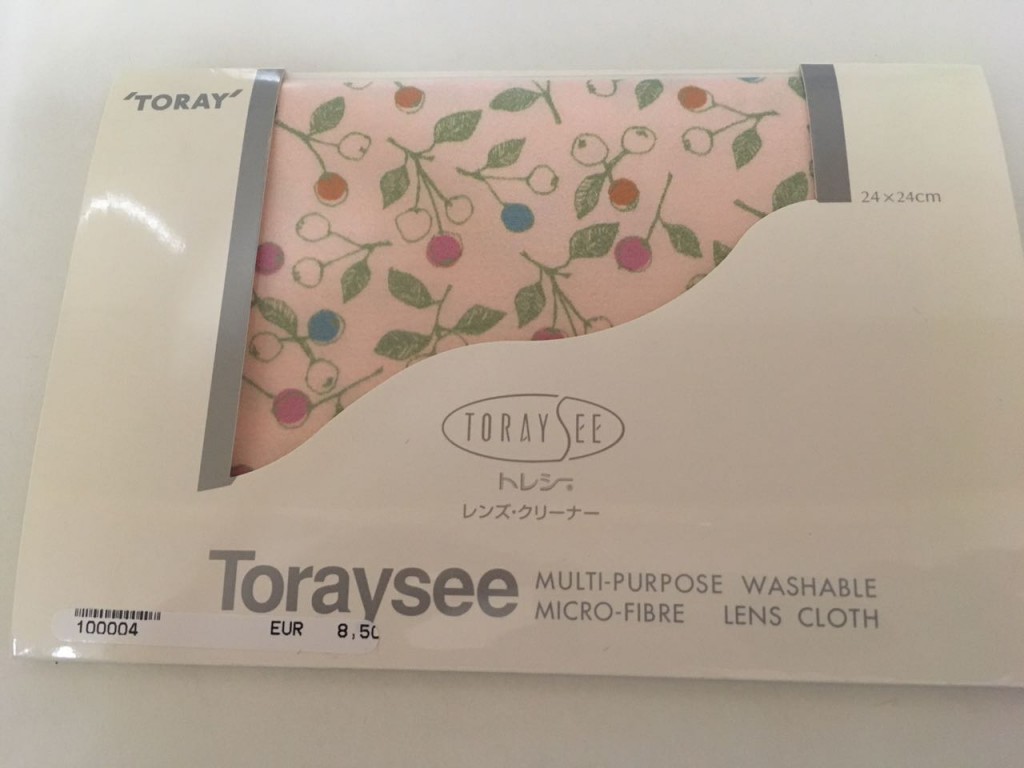 'TORAY'
24×24cm
TORAYSEE
トレシー®
レンズ・クリーナー
Toraysee MULTI-PURPOSE WASHABLE
MICRO-FIBRE LENS CLOTH
100004 EUR 8,50